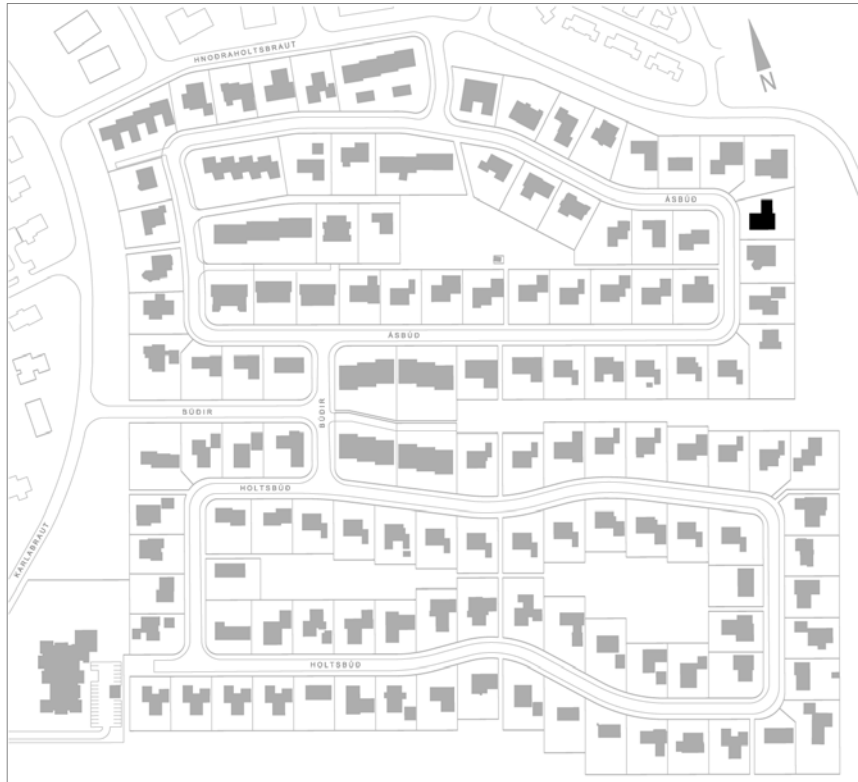 HNOÐRAHOLTSBRAUT
N
ÁSBÚÐ
ÁSBÚÐ
BÚÐIR
BÚÐIR
HOLTSBÚÐ
KARLABRAUT
HOLTSBÚÐ